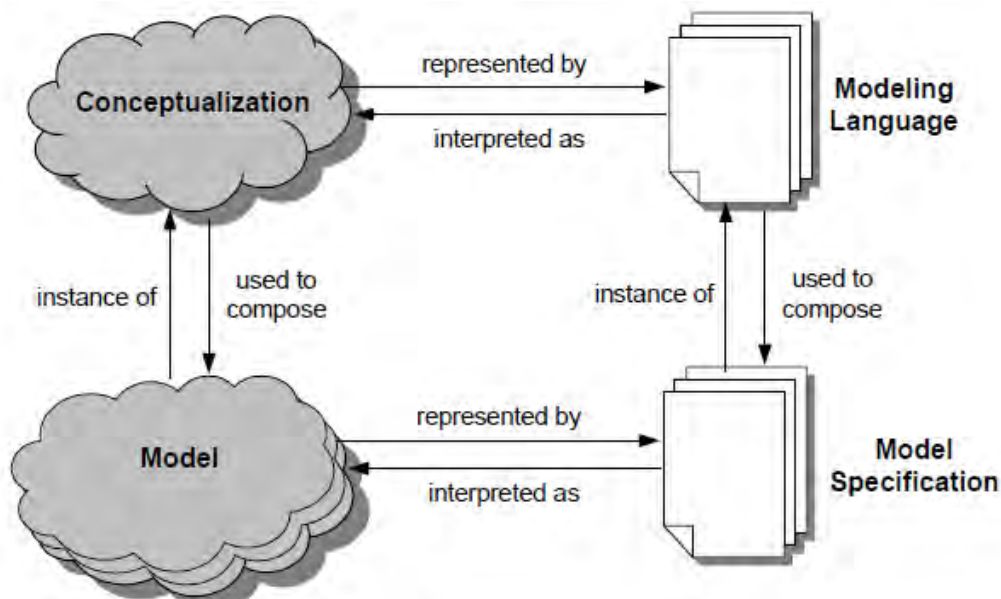 represented by
Conceptualization
Modeling
Language
interpreted as
instance of
used to
compose
instance of
used to
compose
represented by
Model
Model
Specification
interpreted as